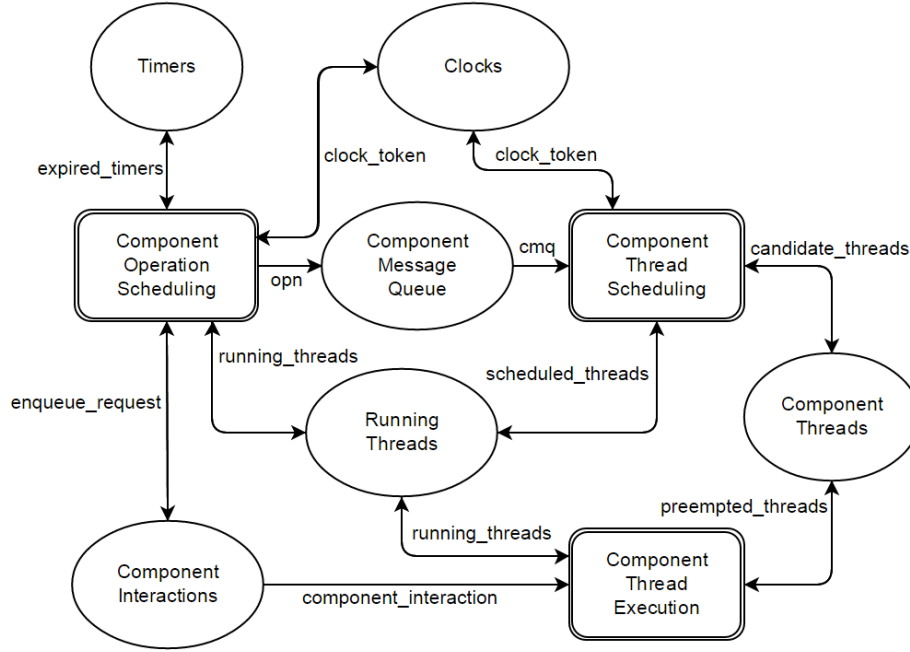 Timers
Clocks
expired_timers
clock_token
clock_token
Component
Operation
Scheduling
opn
Component
Message
Queue
cmq
Component
Thread
Scheduling
candidate_threads
running_threads
scheduled_threads
enqueue_request
Running
Threads
Component
Threads
preempted_threads
running_threads
Component
Interactions
component_interaction
Component
Thread
Execution